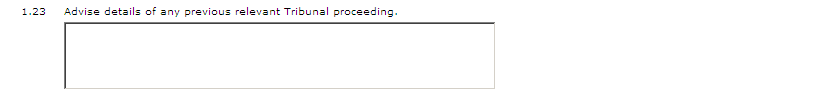 1.23 Advise details of any previous relevant Tribunal proceeding.